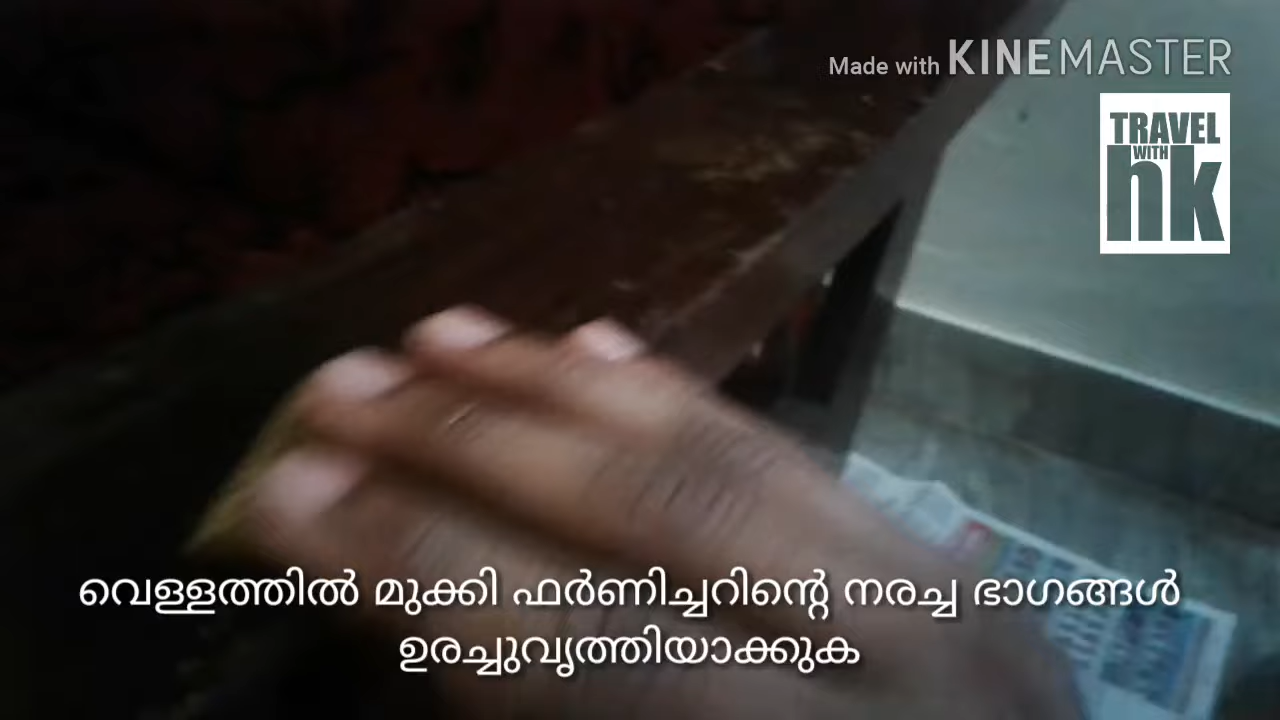 Made with KINEMASTER
TRAVEL
WITH
hk
വെള്ളത്തിൽ മുക്കി ഫർണിച്ചറിന്റെ നരച്ച ഭാഗങ്ങൾ
ഉരച്ചുവൃത്തിയാക്കുക